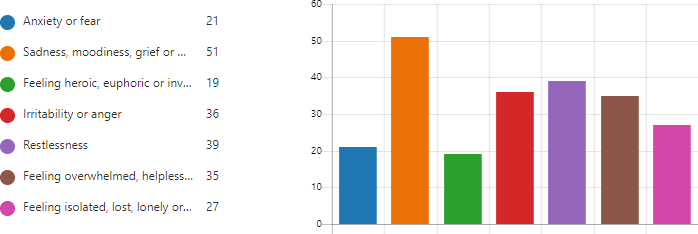 Anxiety or fear 21
Sadness, moodiness, grief or ... 51
Feeling heroic, euphoric or inv... 19
Irritability or anger 36
Restlessness 39
Feeling overwhelmed, helpless... 35
Feeling isolated, lost, lonely or... 27
60
50
40
30
20
10
0